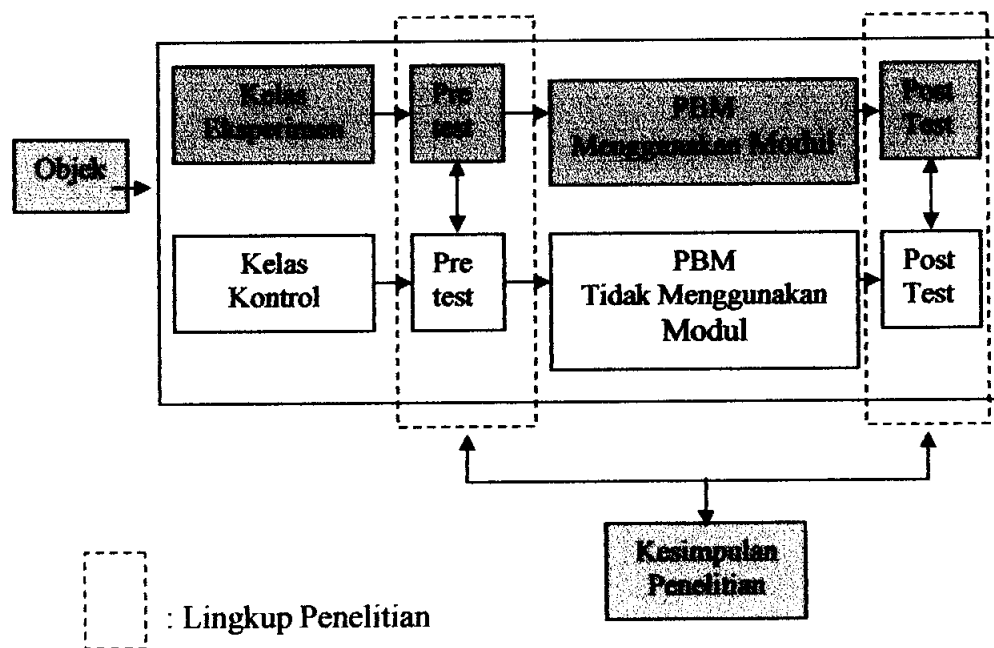 Objek
Kelas
Eksperimen
Pre
test
PBM
Menggunakan Modul
Post
Test
Kelas
Kontrol
Pre
test
PBM
Tidak Menggunakan
Modul
Post
Test
Kesimpulan
Penelitian
: Lingkup Penelitian